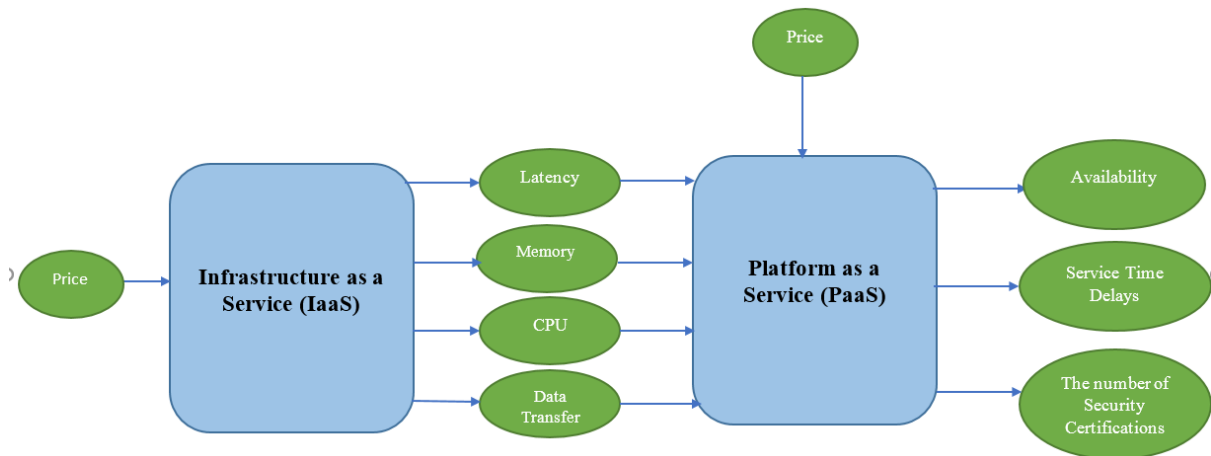 Price
Price
Infrastructure as a
Service (IaaS)
Latency
Memory
CPU
Data
Transfer
Platform as a
Service (PaaS)
Availability
Service Time
Delays
The number of
Security
Certifications